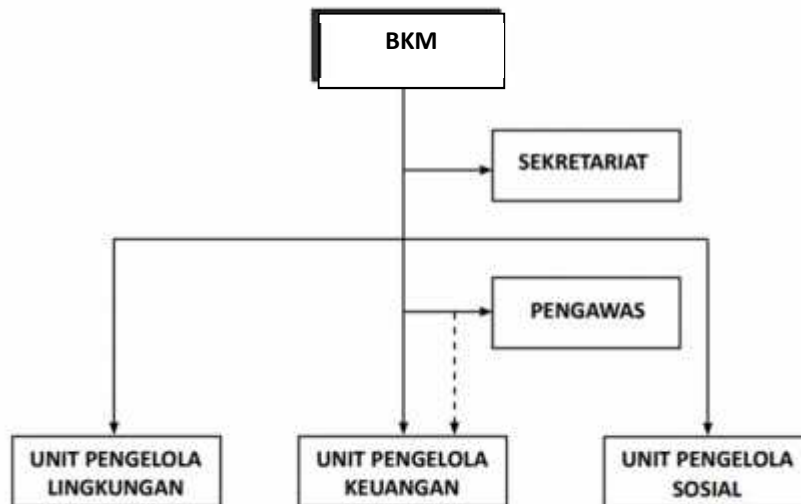 BKM
SEKRETARIAT
PENGAWAS
UNIT PENGELOLA
LINGKUNGAN
UNIT PENGELOLA
KEUANGAN
UNIT PENGELOLA
SOSIAL